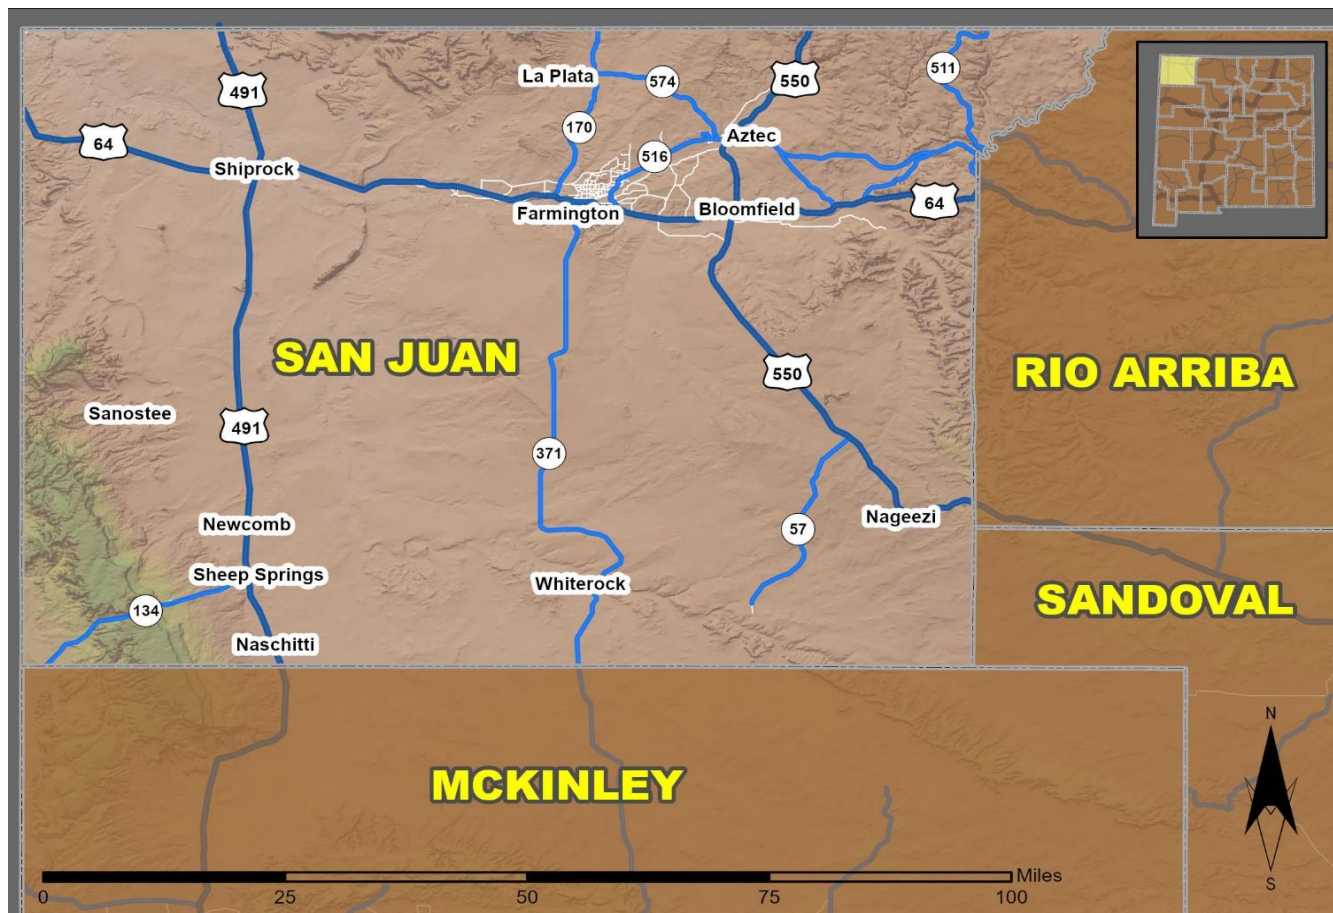 491
La Plata
574
550
511
64
170
516
Aztec
Shiprock
Farmington
Bloomfield
64
SAN JUAN
RIO ARRIBA
550
Sanostee
491
371
Newcomb
57
Nageezi
Sheep Springs
Whiterock
134
SANDOVAL
Naschitti
N
MCKINLEY
S
Miles
0
25
50
75
100